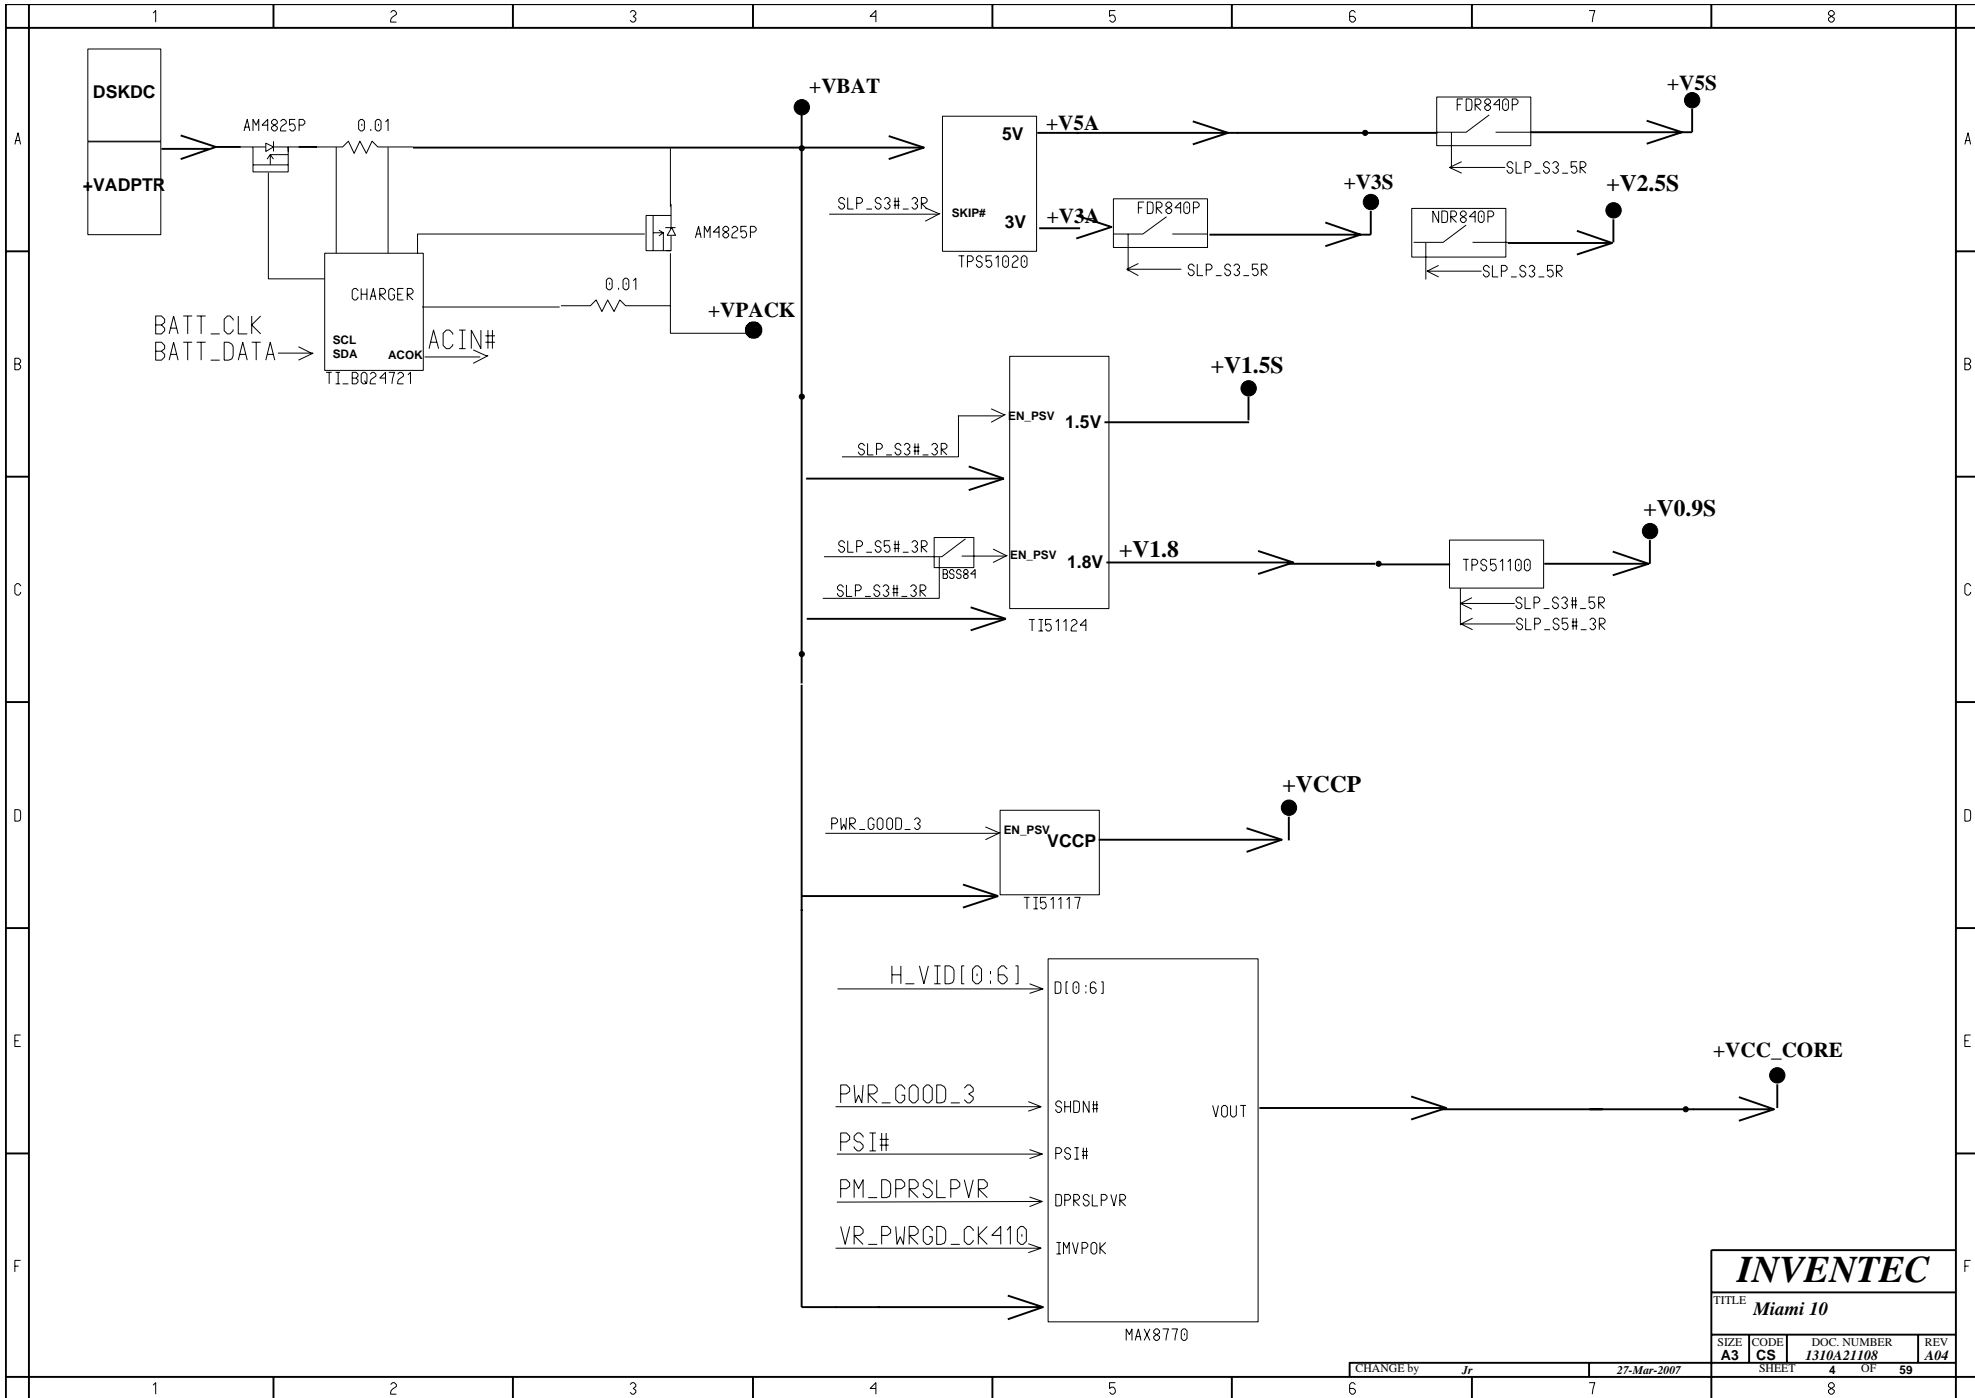 1 2 3 4 5 6 7 8
A A
B B
C C
D D
E E
F F
DSKDC
+VADPTR
AM4825P
0.01
+VBAT
AM4825P
CHARGER
0.01
+VPACK
BATT_CLK
BATT_DATA
SCL
SDA
ACOK
ACIN#
TI_BQ24721
5V
+V5A
SLP_S3#_3R
SKIP#
3V
+V3A
TPS51020
FDR840P
SLP_S3_5R
+V3S
FDR840P
SLP_S3_5R
+V5S
NDR840P
SLP_S3_5R
+V2.5S
SLP_S3#_3R
EN_PSV
1.5V
+V1.5S
SLP_S5#_3R
BSS84
SLP_S3#_3R
EN_PSV
1.8V
+V1.8
TI51124
TPS51100
SLP_S3#_5R
SLP_S5#_3R
+V0.9S
PWR_GOOD_3
EN_PSV
VCCP
+VCCP
TI51117
H_VID[0:6]
D[0:6]
PWR_GOOD_3
SHDN#
VOUT
+VCC_CORE
PSI#
PSI#
PM_DPRSLPVR
DPRSLPVR
VR_PWRGD_CK410
IMVPOK
MAX8770
INVENTEC
TITLE
Miami 10
SIZE CODE DOC. NUMBER REV
A3 CS 1310A21108 A04
CHANGE by Jr 27-Mar-2007 SHEET 4 OF 59
1 2 3 4 5 6 7 8